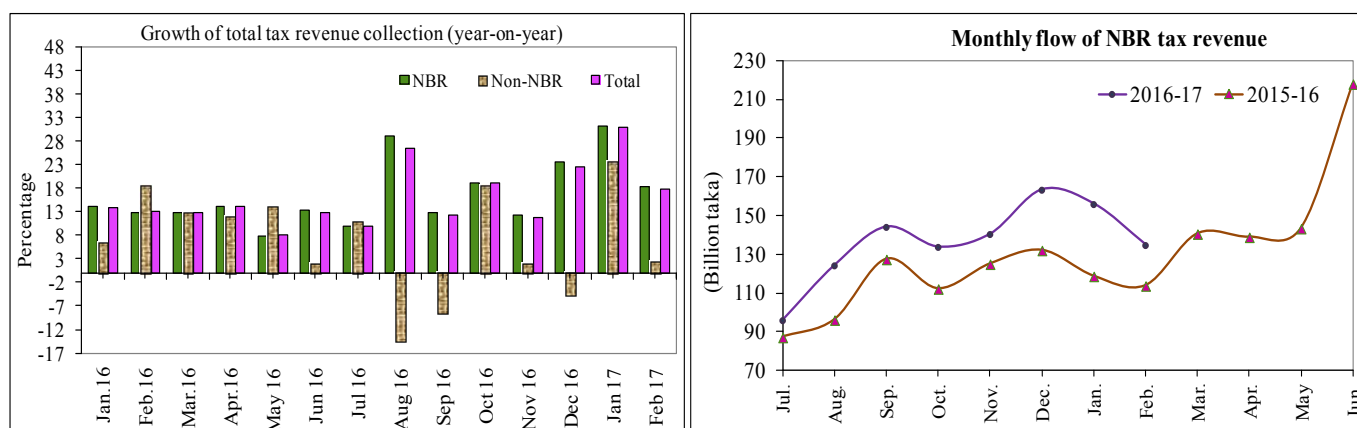 Growth of total tax revenue collection (year-on-year)
NBR Non-NBR Total
Percentage
48
43
38
33
28
23
18
13
8
3
-2
-7
-12
-17
Jan.16
Feb.16
Mar.16
Apr.16
May 16
Jun 16
Jul 16
Aug 16
Sep 16
Oct 16
Nov 16
Dec 16
Jan 17
Feb 17
Monthly flow of NBR tax revenue
2016-17 2015-16
(Billion taka)
230
210
190
170
150
130
110
90
70
Jul.
Aug.
Sep.
Oct.
Nov.
Dec.
Jan.
Feb.
Mar.
Apr.
May
Jun